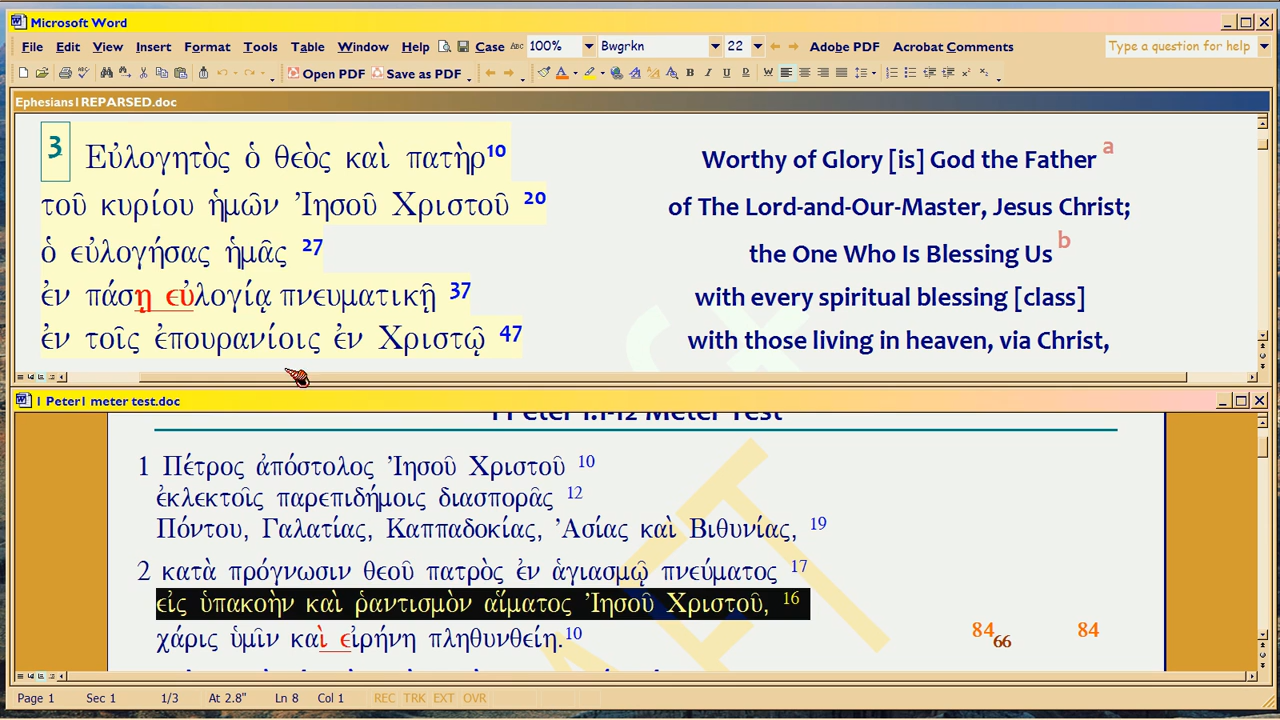 Microsoft Word
File Edit View Insert Format Tools Table Window Help Case 100% Bwgrkn 22 Adobe PDF Acrobat Comments Type a question for help
Open PDF Save as PDF B I U W
Ephesians1REPARSED.doc
3 Εὐλογητὸς ὁ θεὸς καὶ πατὴρ10 Worthy of Glory [is] God the Father a
τοῦ κυρίου ἡμῶν Ἰησοῦ Χριστοῦ 20 of The Lord-and-Our-Master, Jesus Christ;
ὁ εὐλογήσας ἡμᾶς 27 the One Who Is Blessing Us b
ἐν πάσῃ εὐλογίᾳ πνευματικῇ 37 with every spiritual blessing [class]
ἐν τοῖς ἐπουρανίοις ἐν Χριστῷ 47 with those living in heaven, via Christ,
1 Peter1 meter test.doc
1 Peter 1:1-12 Meter Test
1 Πέτρος ἀπόστολος Ἰησοῦ Χριστοῦ 10
ἐκλεκτοῖς παρεπιδήμοις διασπορᾶς 12
Πόντου, Γαλατίας, Καππαδοκίας, Ἀσίας καὶ Βιθυνίας, 19
2 κατὰ πρόγνωσιν θεοῦ πατρὸς ἐν ἁγιασμῷ πνεύματος 17
εἰς ὑπακοὴν καὶ ῥαντισμὸν αἵματος Ἰησοῦ Χριστοῦ, 16
χάρις ὑμῖν καὶ εἰρήνη πληθυνθείη.10 84 66 84
Page 1 Sec 1 1/3 At 2.8" Ln 8 Col 1 REC TRK EXT OVR